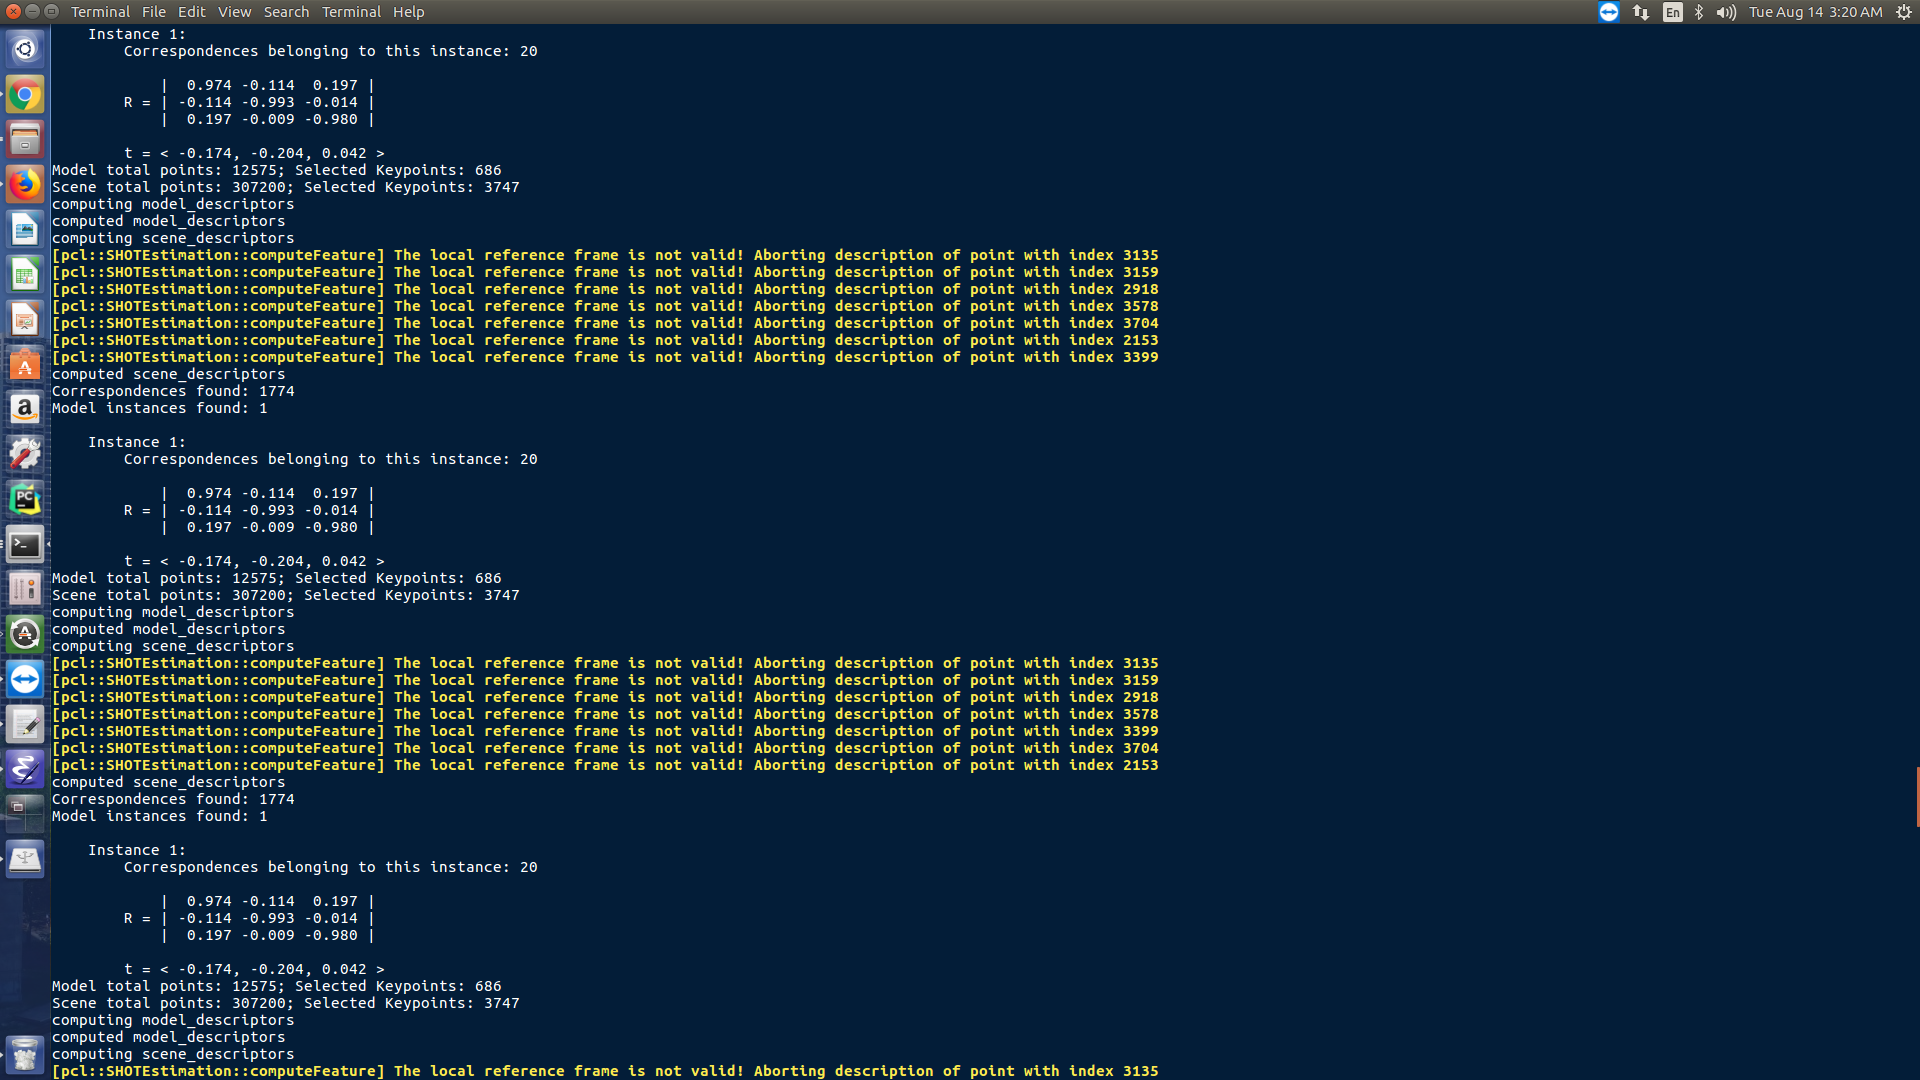 Terminal File Edit View Search Terminal Help En Tue Aug 14 3:20 AM
Instance 1:
Correspondences belonging to this instance: 20
| 0.974 -0.114 0.197 |
R = | -0.114 -0.993 -0.014 |
| 0.197 -0.009 -0.980 |
t = < -0.174, -0.204, 0.042 >
Model total points: 12575; Selected Keypoints: 686
Scene total points: 307200; Selected Keypoints: 3747
computing model_descriptors
computed model_descriptors
computing scene_descriptors
[pcl::SHOTEstimation::computeFeature] The local reference frame is not valid! Aborting description of point with index 3135
[pcl::SHOTEstimation::computeFeature] The local reference frame is not valid! Aborting description of point with index 3159
[pcl::SHOTEstimation::computeFeature] The local reference frame is not valid! Aborting description of point with index 2918
[pcl::SHOTEstimation::computeFeature] The local reference frame is not valid! Aborting description of point with index 3578
[pcl::SHOTEstimation::computeFeature] The local reference frame is not valid! Aborting description of point with index 3704
[pcl::SHOTEstimation::computeFeature] The local reference frame is not valid! Aborting description of point with index 2153
[pcl::SHOTEstimation::computeFeature] The local reference frame is not valid! Aborting description of point with index 3399
computed scene_descriptors
Correspondences found: 1774
Model instances found: 1
Instance 1:
Correspondences belonging to this instance: 20
| 0.974 -0.114 0.197 |
R = | -0.114 -0.993 -0.014 |
| 0.197 -0.009 -0.980 |
t = < -0.174, -0.204, 0.042 >
Model total points: 12575; Selected Keypoints: 686
Scene total points: 307200; Selected Keypoints: 3747
computing model_descriptors
computed model_descriptors
computing scene_descriptors
[pcl::SHOTEstimation::computeFeature] The local reference frame is not valid! Aborting description of point with index 3135
[pcl::SHOTEstimation::computeFeature] The local reference frame is not valid! Aborting description of point with index 3159
[pcl::SHOTEstimation::computeFeature] The local reference frame is not valid! Aborting description of point with index 2918
[pcl::SHOTEstimation::computeFeature] The local reference frame is not valid! Aborting description of point with index 3578
[pcl::SHOTEstimation::computeFeature] The local reference frame is not valid! Aborting description of point with index 3399
[pcl::SHOTEstimation::computeFeature] The local reference frame is not valid! Aborting description of point with index 3704
[pcl::SHOTEstimation::computeFeature] The local reference frame is not valid! Aborting description of point with index 2153
computed scene_descriptors
Correspondences found: 1774
Model instances found: 1
Instance 1:
Correspondences belonging to this instance: 20
| 0.974 -0.114 0.197 |
R = | -0.114 -0.993 -0.014 |
| 0.197 -0.009 -0.980 |
t = < -0.174, -0.204, 0.042 >
Model total points: 12575; Selected Keypoints: 686
Scene total points: 307200; Selected Keypoints: 3747
computing model_descriptors
computed model_descriptors
computing scene_descriptors
[pcl::SHOTEstimation::computeFeature] The local reference frame is not valid! Aborting description of point with index 3135